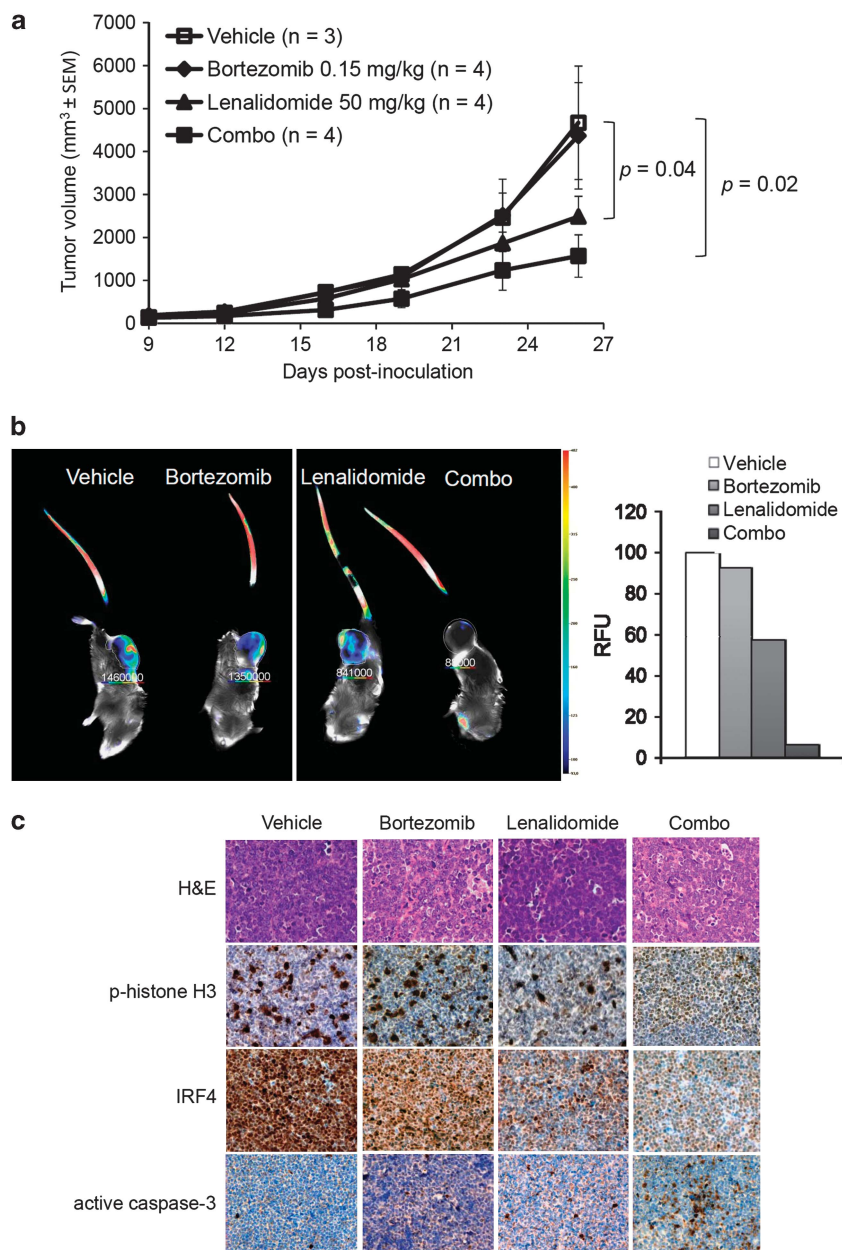 a
Tumor volume (mm³ ± SEM)
7000
6000
5000
4000
3000
2000
1000
0
Vehicle (n = 3)
Bortezomib 0.15 mg/kg (n = 4)
Lenalidomide 50 mg/kg (n = 4)
Combo (n = 4)
p = 0.04
p = 0.02
9 12 15 18 21 24 27
Days post-inoculation
b
Vehicle Bortezomib Lenalidomide Combo
1460000 1350000 841000
Vehicle
Bortezomib
Lenalidomide
Combo
RFU
120
100
80
60
40
20
0
c
Vehicle Bortezomib Lenalidomide Combo
H&E
p-histone H3
IRF4
active caspase-3